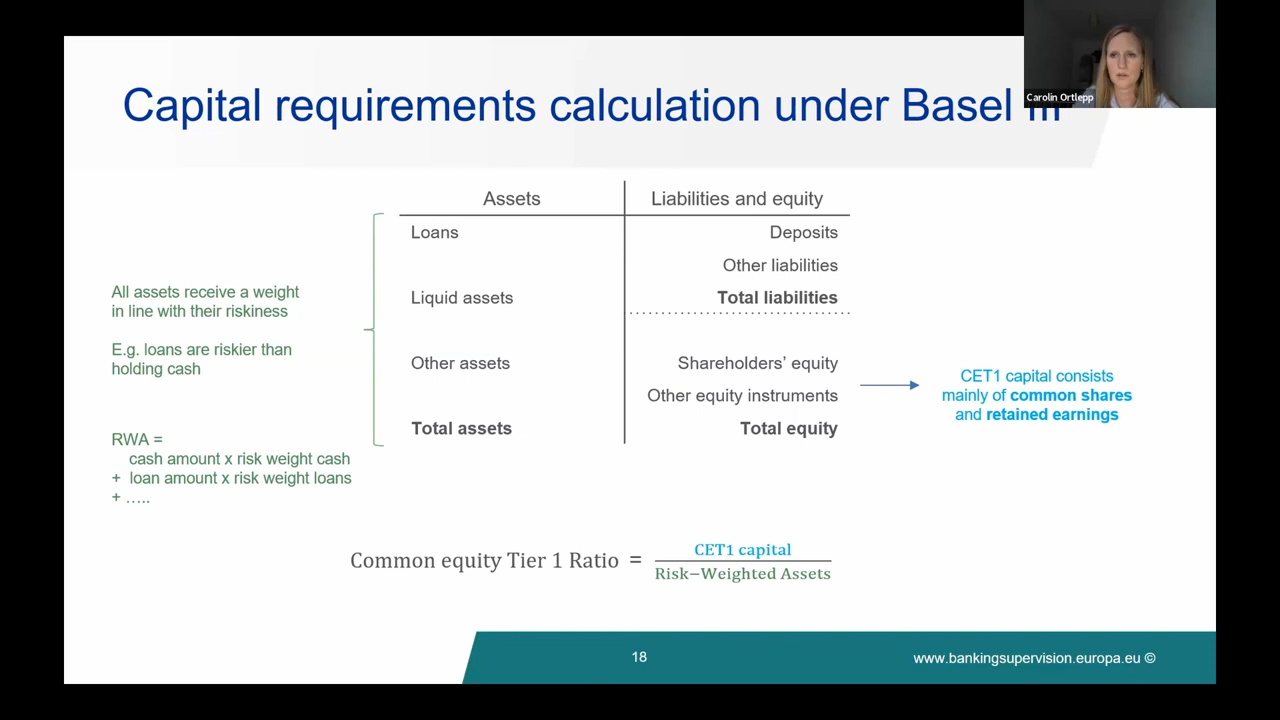 Capital requirements calculation under Basel III
Carolin Ortlepp
Assets
Liabilities and equity
Loans
Deposits
Other liabilities
All assets receive a weight
in line with their riskiness
Liquid assets
Total liabilities
E.g. loans are riskier than
holding cash
Other assets
Shareholders' equity
Other equity instruments
CET1 capital consists
mainly of common shares
and retained earnings
Total assets
Total equity
RWA =
cash amount x risk weight cash
+ loan amount x risk weight loans
+ …..
Common equity Tier 1 Ratio = CET1 capital
Risk–Weighted Assets
18
www.bankingsupervision.europa.eu ©